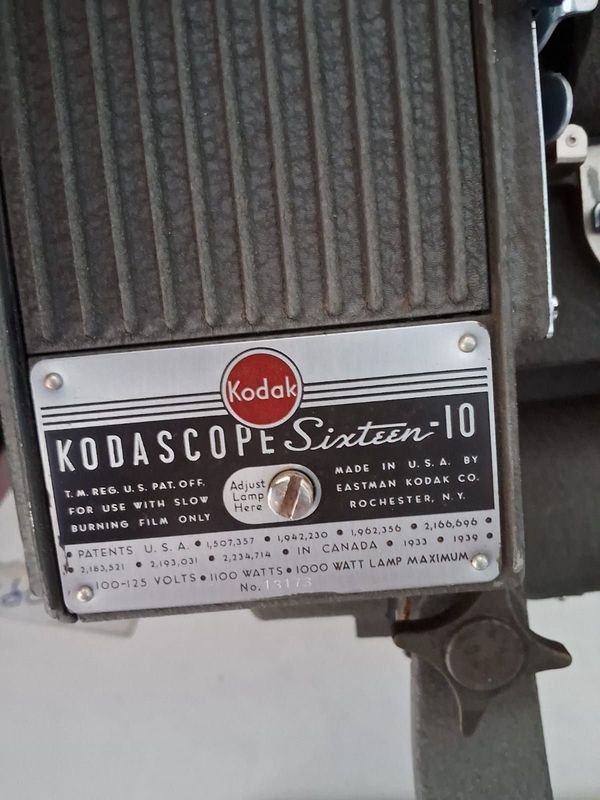 Kodak
KODASCOPE Sixteen-10
T.M. REG. U.S. PAT. OFF.
FOR USE WITH SLOW
BURNING FILM ONLY
Adjust
Lamp
Here
MADE IN U.S.A. BY
EASTMAN KODAK CO.
ROCHESTER, N.Y.
• PATENTS U.S.A. • 1,507,357 • 1,942,230 • 1,962,356 • 2,166,696 •
• 2,183,521 • 2,193,031 • 2,234,714 • IN CANADA • 1933 • 1939 •
100-125 VOLTS • 1100 WATTS • 1000 WATT LAMP MAXIMUM
No. 13173